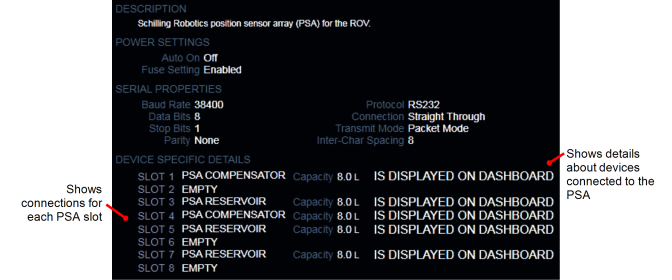 DESCRIPTION
Schilling Robotics position sensor array (PSA) for the ROV.
POWER SETTINGS
Auto On Off
Fuse Setting Enabled
SERIAL PROPERTIES
Baud Rate 38400 Protocol RS232
Data Bits 8 Connection Straight Through
Stop Bits 1 Transmit Mode Packet Mode
Parity None Inter-Char Spacing 8
DEVICE SPECIFIC DETAILS
SLOT 1 PSA COMPENSATOR Capacity 8.0 L IS DISPLAYED ON DASHBOARD
SLOT 2 EMPTY
SLOT 3 PSA RESERVOIR Capacity 8.0 L IS DISPLAYED ON DASHBOARD
SLOT 4 PSA COMPENSATOR Capacity 8.0 L IS DISPLAYED ON DASHBOARD
SLOT 5 PSA RESERVOIR Capacity 8.0 L IS DISPLAYED ON DASHBOARD
SLOT 6 EMPTY
SLOT 7 PSA RESERVOIR Capacity 8.0 L IS DISPLAYED ON DASHBOARD
SLOT 8 EMPTY
Shows
connections for
each PSA slot
Shows details
about devices
connected to the
PSA